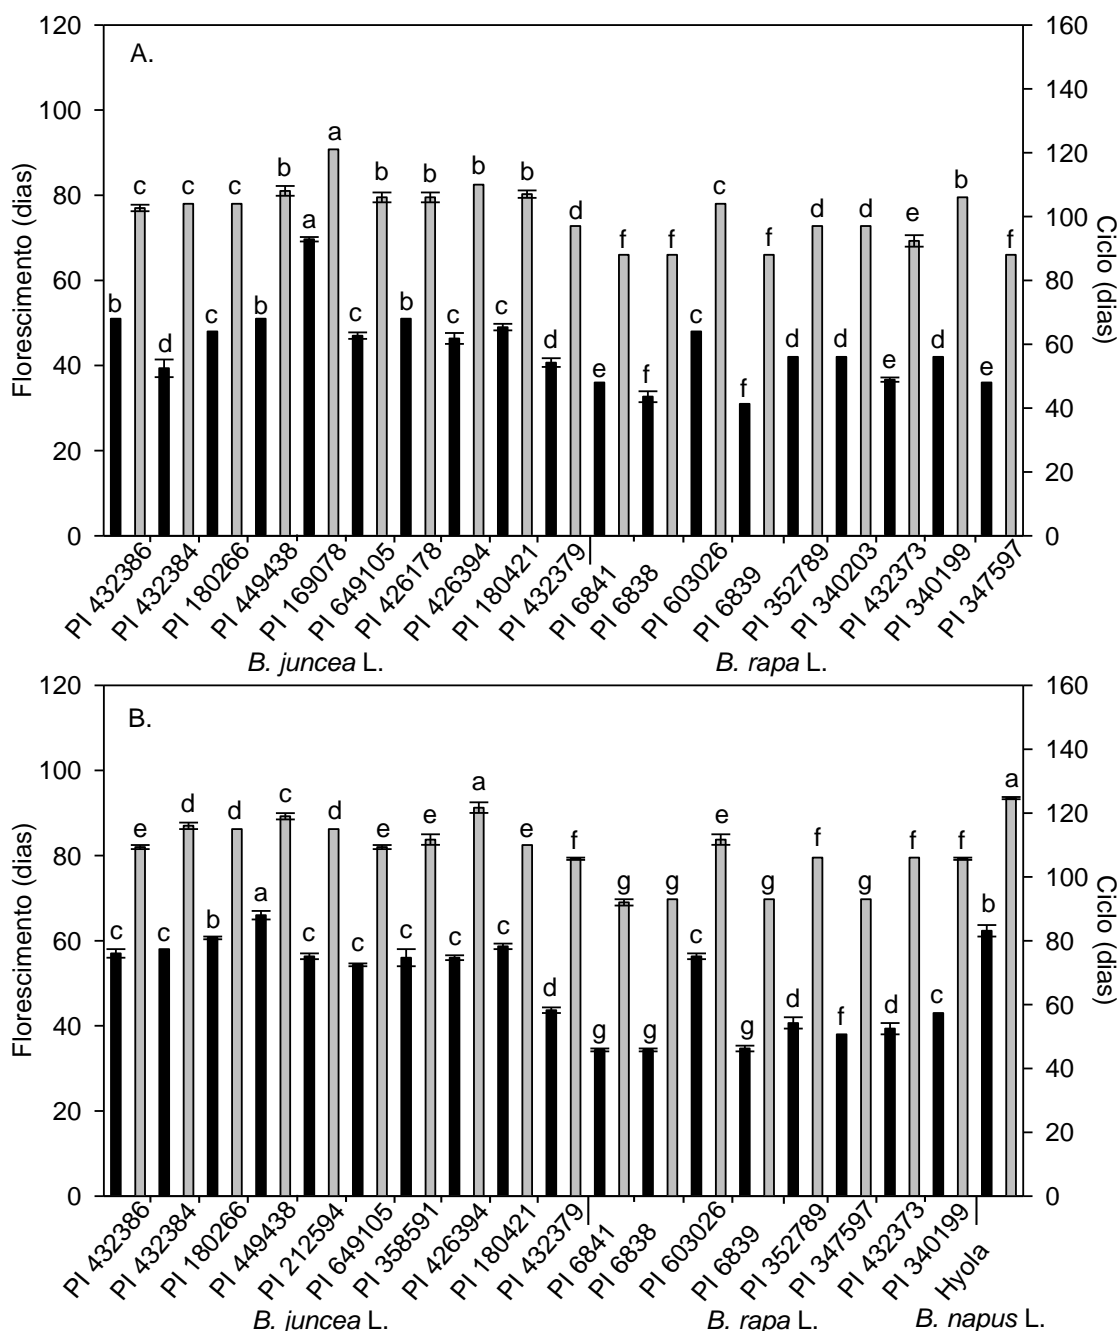 A.
Florescimento (dias)
Ciclo (dias)
120
100
80
60
40
20
0
160
140
120
100
80
60
40
20
0
b c d c c c b b a a c b b b c b c b d d e f f f c c f f d d d d e e d b e f
PI 432386
PI 432384
PI 180266
PI 449438
PI 169078
PI 649105
PI 426178
PI 426394
PI 180421
PI 432379
PI 6841
PI 6838
PI 603026
PI 6839
PI 352789
PI 340203
PI 432373
PI 340199
PI 347597
B. juncea L.
B. rapa L.
B.
Florescimento (dias)
Ciclo (dias)
120
100
80
60
40
20
0
160
140
120
100
80
60
40
20
0
c e c d b d a c c d c e c e c a c e d f g g g g c e g g d f f g d f c f b a
PI 432386
PI 432384
PI 180266
PI 449438
PI 212594
PI 649105
PI 358591
PI 426394
PI 180421
PI 432379
PI 6841
PI 6838
PI 603026
PI 6839
PI 352789
PI 347597
PI 432373
PI 340199
Hyola
B. juncea L.
B. rapa L.
B. napus L.